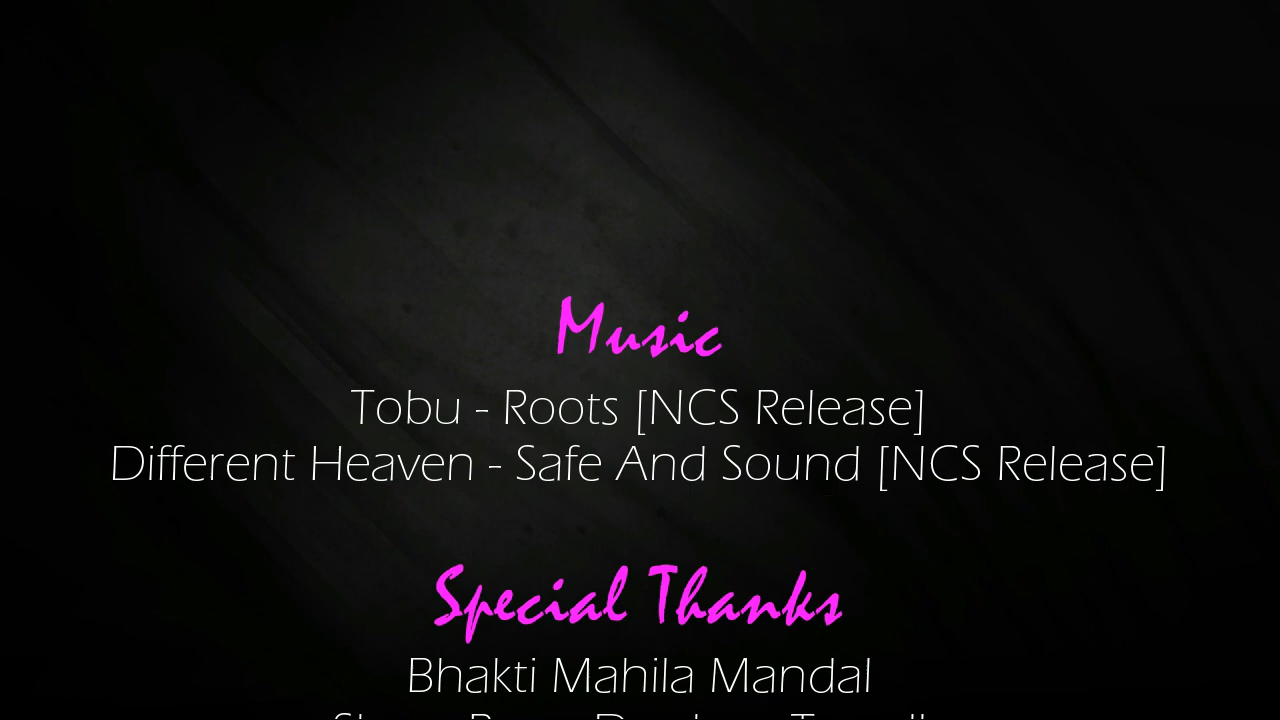 Music
Tobu - Roots [NCS Release]
Different Heaven - Safe And Sound [NCS Release]
Special Thanks
Bhakti Mahila Mandal